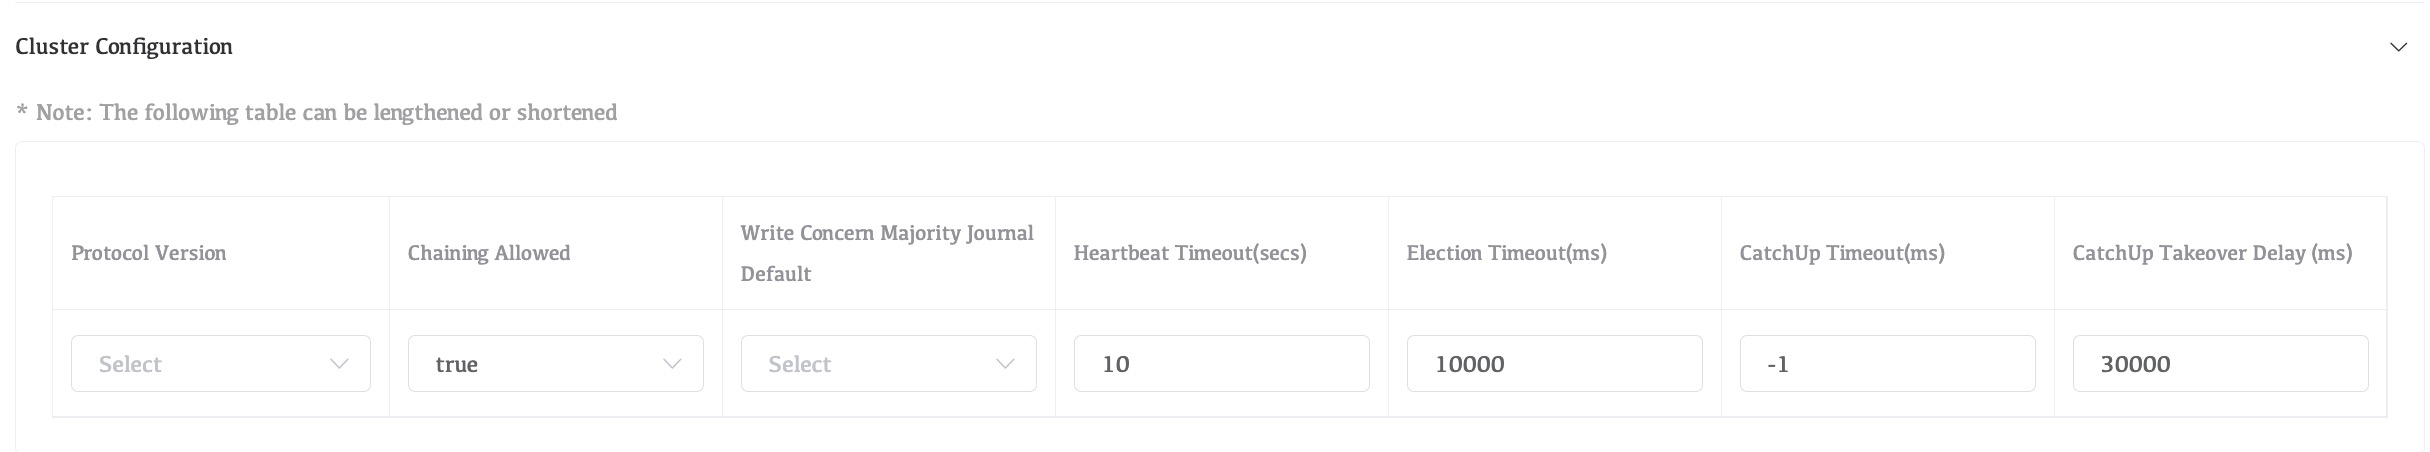 Cluster Configuration
* Note: The following table can be lengthened or shortened
Protocol Version
Chaining Allowed
Write Concern Majority Journal
Default
Heartbeat Timeout(secs)
Election Timeout(ms)
CatchUp Timeout(ms)
CatchUp Takeover Delay (ms)
Select
true
Select
10
10000
-1
30000